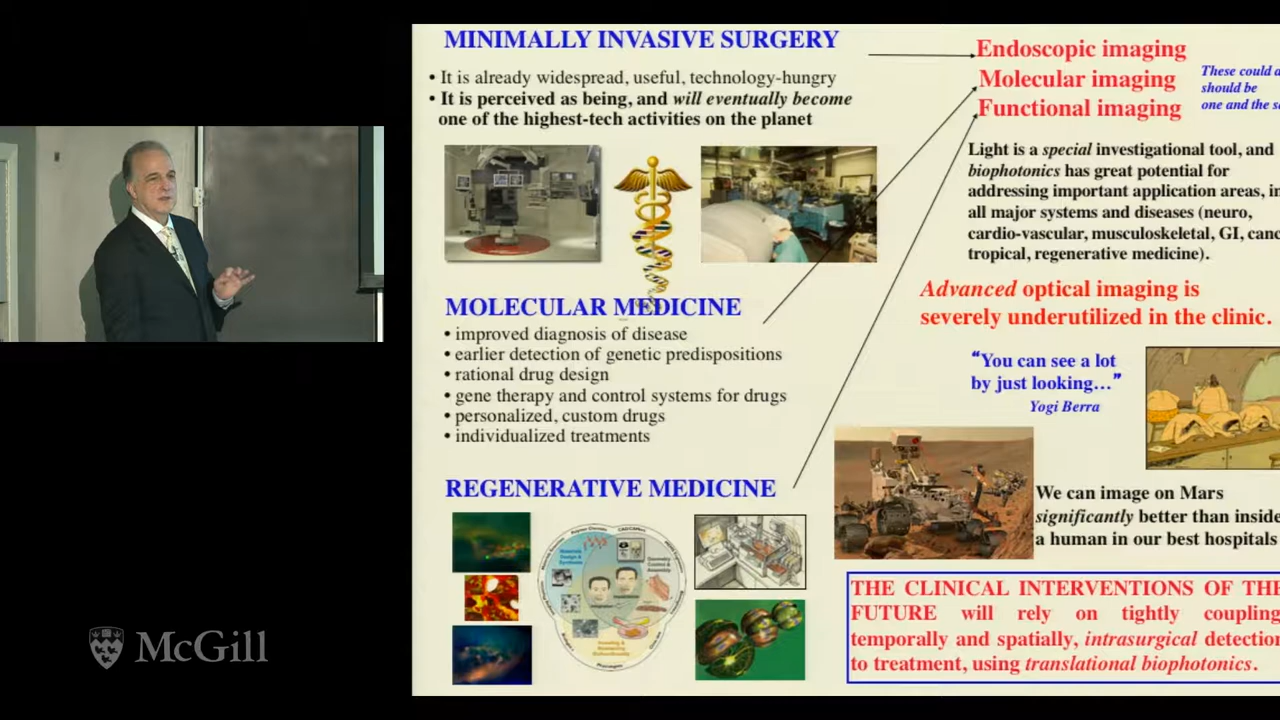 MINIMALLY INVASIVE SURGERY
• It is already widespread, useful, technology-hungry
• It is perceived as being, and will eventually become
one of the highest-tech activities on the planet
Endoscopic imaging
Molecular imaging
Functional imaging
These could a
should be
one and the s
Light is a special investigational tool, and
biophotonics has great potential for
addressing important application areas, in
all major systems and diseases (neuro,
cardio-vascular, musculoskeletal, GI, canc
tropical, regenerative medicine).
Advanced optical imaging is
severely underutilized in the clinic.
MOLECULAR MEDICINE
• improved diagnosis of disease
• earlier detection of genetic predispositions
• rational drug design
• gene therapy and control systems for drugs
• personalized, custom drugs
• individualized treatments
“You can see a lot
by just looking…”
Yogi Berra
REGENERATIVE MEDICINE
We can image on Mars
significantly better than inside
a human in our best hospitals
THE CLINICAL INTERVENTIONS OF THE
FUTURE will rely on tightly coupling,
temporally and spatially, intrasurgical detection
to treatment, using translational biophotonics.
McGill